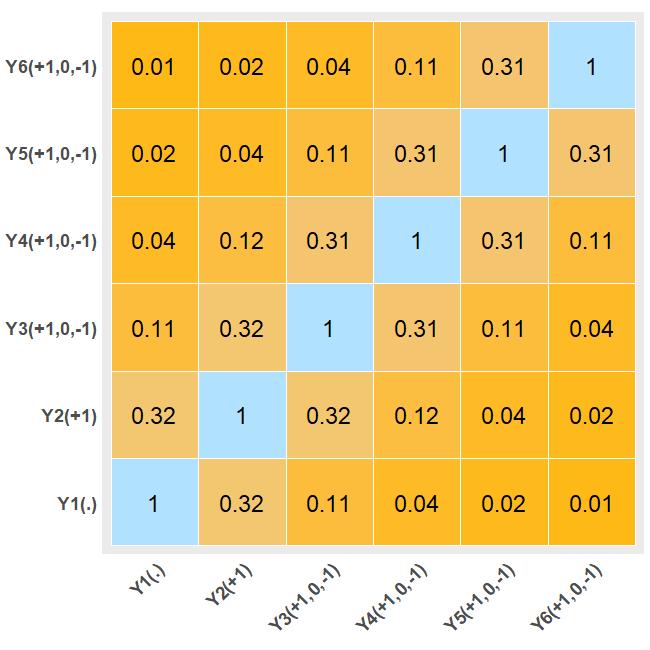 Y6(+1,0,-1) 0.01 0.02 0.04 0.11 0.31 1
Y5(+1,0,-1) 0.02 0.04 0.11 0.31 1 0.31
Y4(+1,0,-1) 0.04 0.12 0.31 1 0.31 0.11
Y3(+1,0,-1) 0.11 0.32 1 0.31 0.11 0.04
Y2(+1) 0.32 1 0.32 0.12 0.04 0.02
Y1(.) 1 0.32 0.11 0.04 0.02 0.01
Y1(.) Y2(+1) Y3(+1,0,-1) Y4(+1,0,-1) Y5(+1,0,-1) Y6(+1,0,-1)